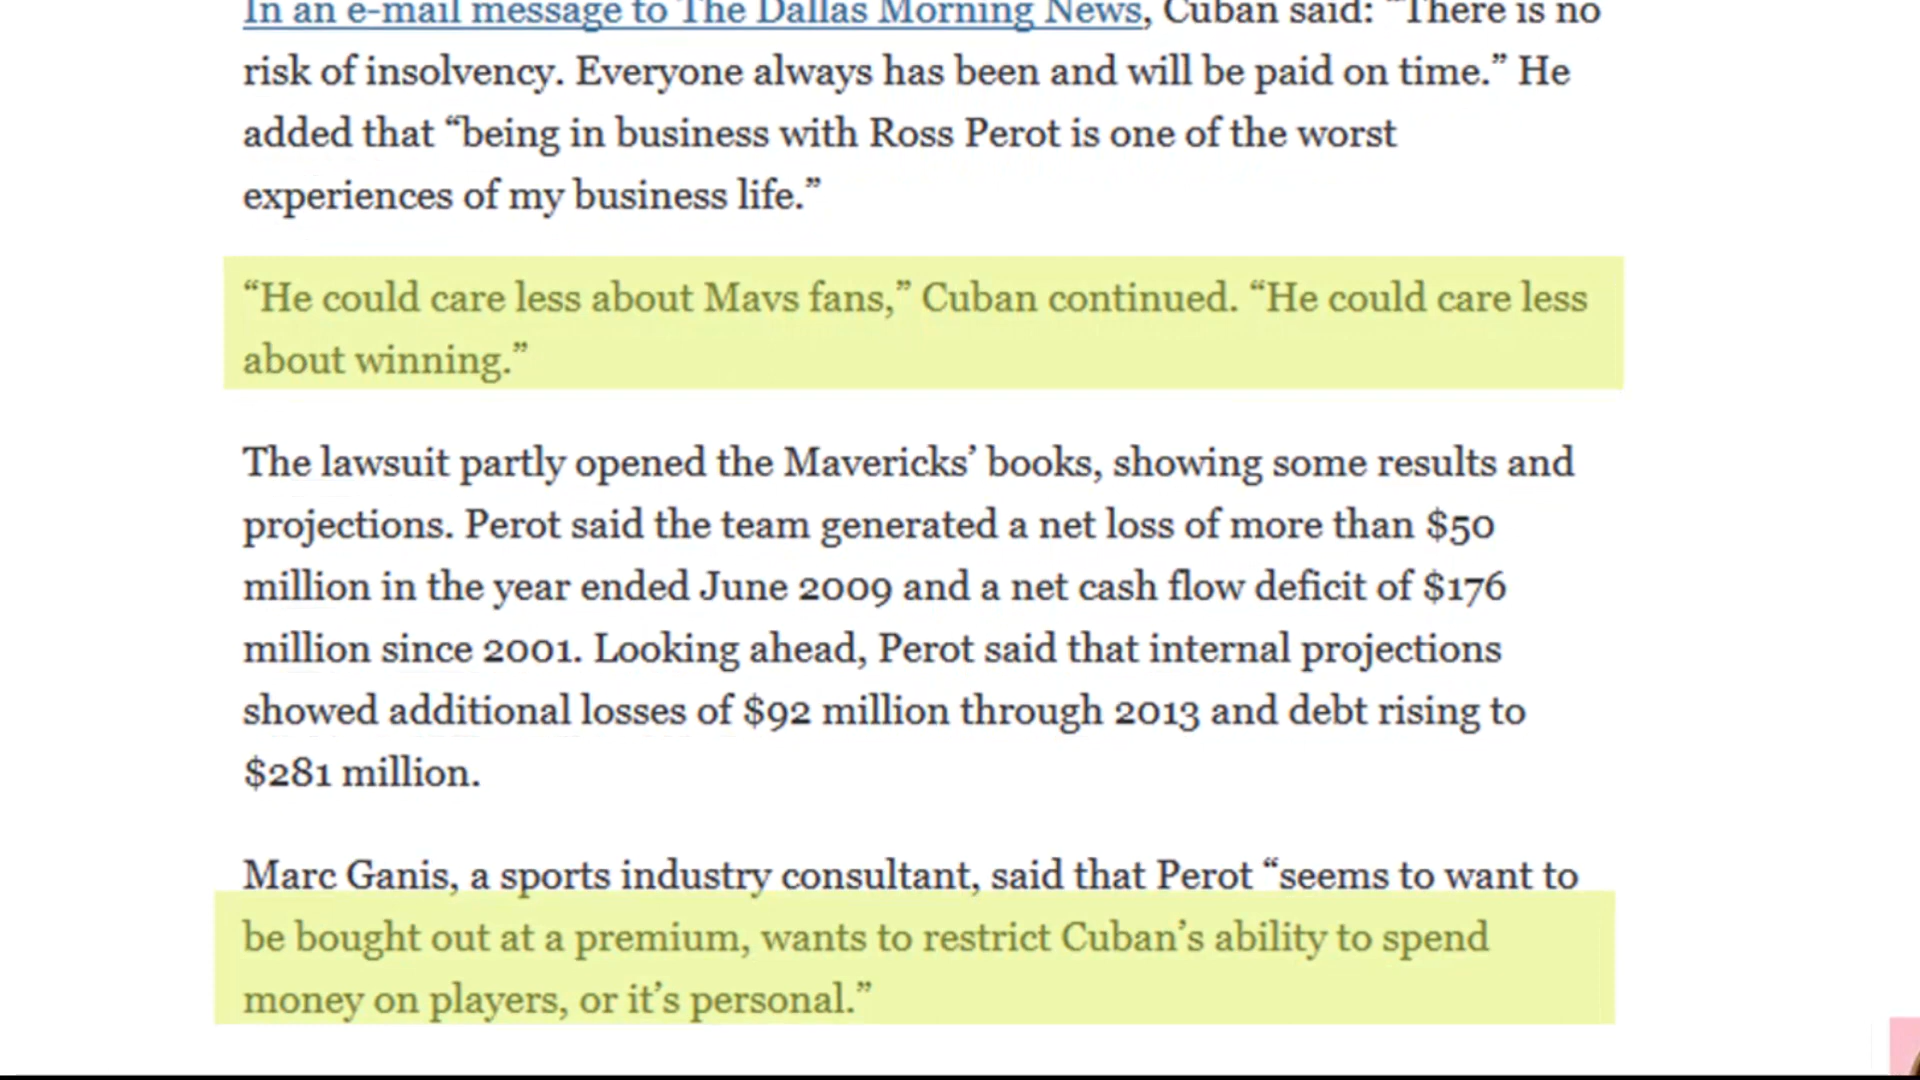 In an e-mail message to The Dallas Morning News, Cuban said: “There is no
risk of insolvency. Everyone always has been and will be paid on time.” He
added that “being in business with Ross Perot is one of the worst
experiences of my business life.”
“He could care less about Mavs fans,” Cuban continued. “He could care less
about winning.”
The lawsuit partly opened the Mavericks’ books, showing some results and
projections. Perot said the team generated a net loss of more than $50
million in the year ended June 2009 and a net cash flow deficit of $176
million since 2001. Looking ahead, Perot said that internal projections
showed additional losses of $92 million through 2013 and debt rising to
$281 million.
Marc Ganis, a sports industry consultant, said that Perot “seems to want to
be bought out at a premium, wants to restrict Cuban’s ability to spend
money on players, or it’s personal.”